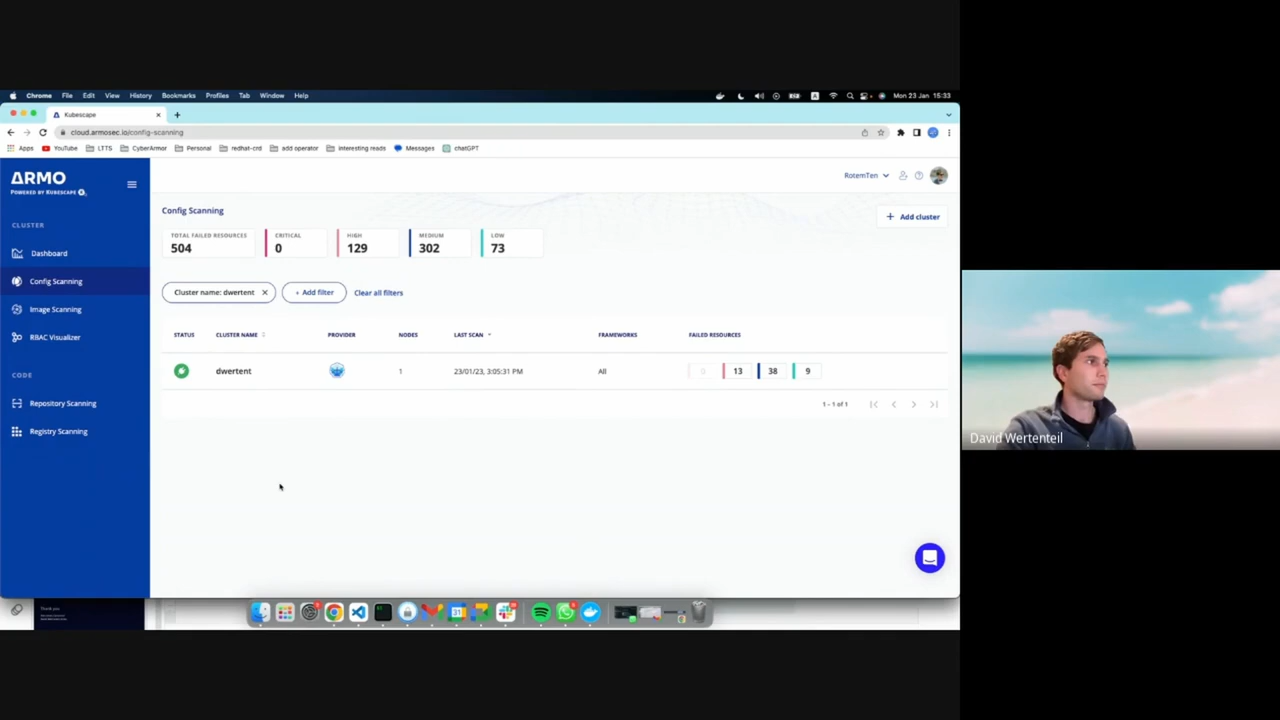 Chrome File Edit View History Bookmarks Profiles Tab Window Help
Mon 23 Jan 15:33
Kubescape
cloud.armosec.io/config-scanning
Apps YouTube LTTS CyberArmor Personal redhat-crd add operator interesting reads Messages chatGPT
ARMO
POWERED BY KUBESCAPE
RotemTen
CLUSTER
Dashboard
Config Scanning
Image Scanning
RBAC Visualizer
CODE
Repository Scanning
Registry Scanning
Config Scanning
+ Add cluster
TOTAL FAILED RESOURCES CRITICAL HIGH MEDIUM LOW
504 0 129 302 73
Cluster name: dwertent + Add filter Clear all filters
STATUS CLUSTER NAME PROVIDER NODES LAST SCAN FRAMEWORKS FAILED RESOURCES
dwertent 1 23/01/23, 3:05:31 PM All 0 13 38 9
1 - 1 of 1
Thank you
David Wertenteil